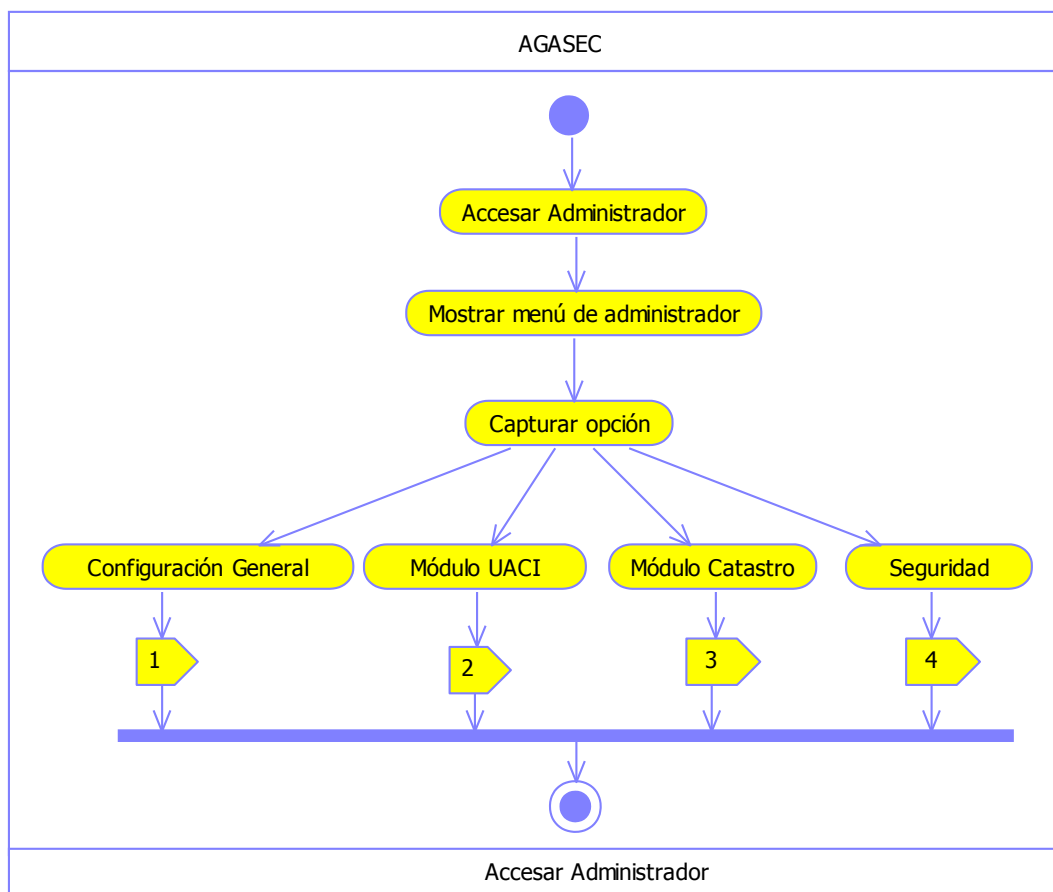 AGASEC
Accesar Administrador
Mostrar menú de administrador
Capturar opción
Configuración General
Módulo UACI
Módulo Catastro
Seguridad
1
2
3
4
Accesar Administrador